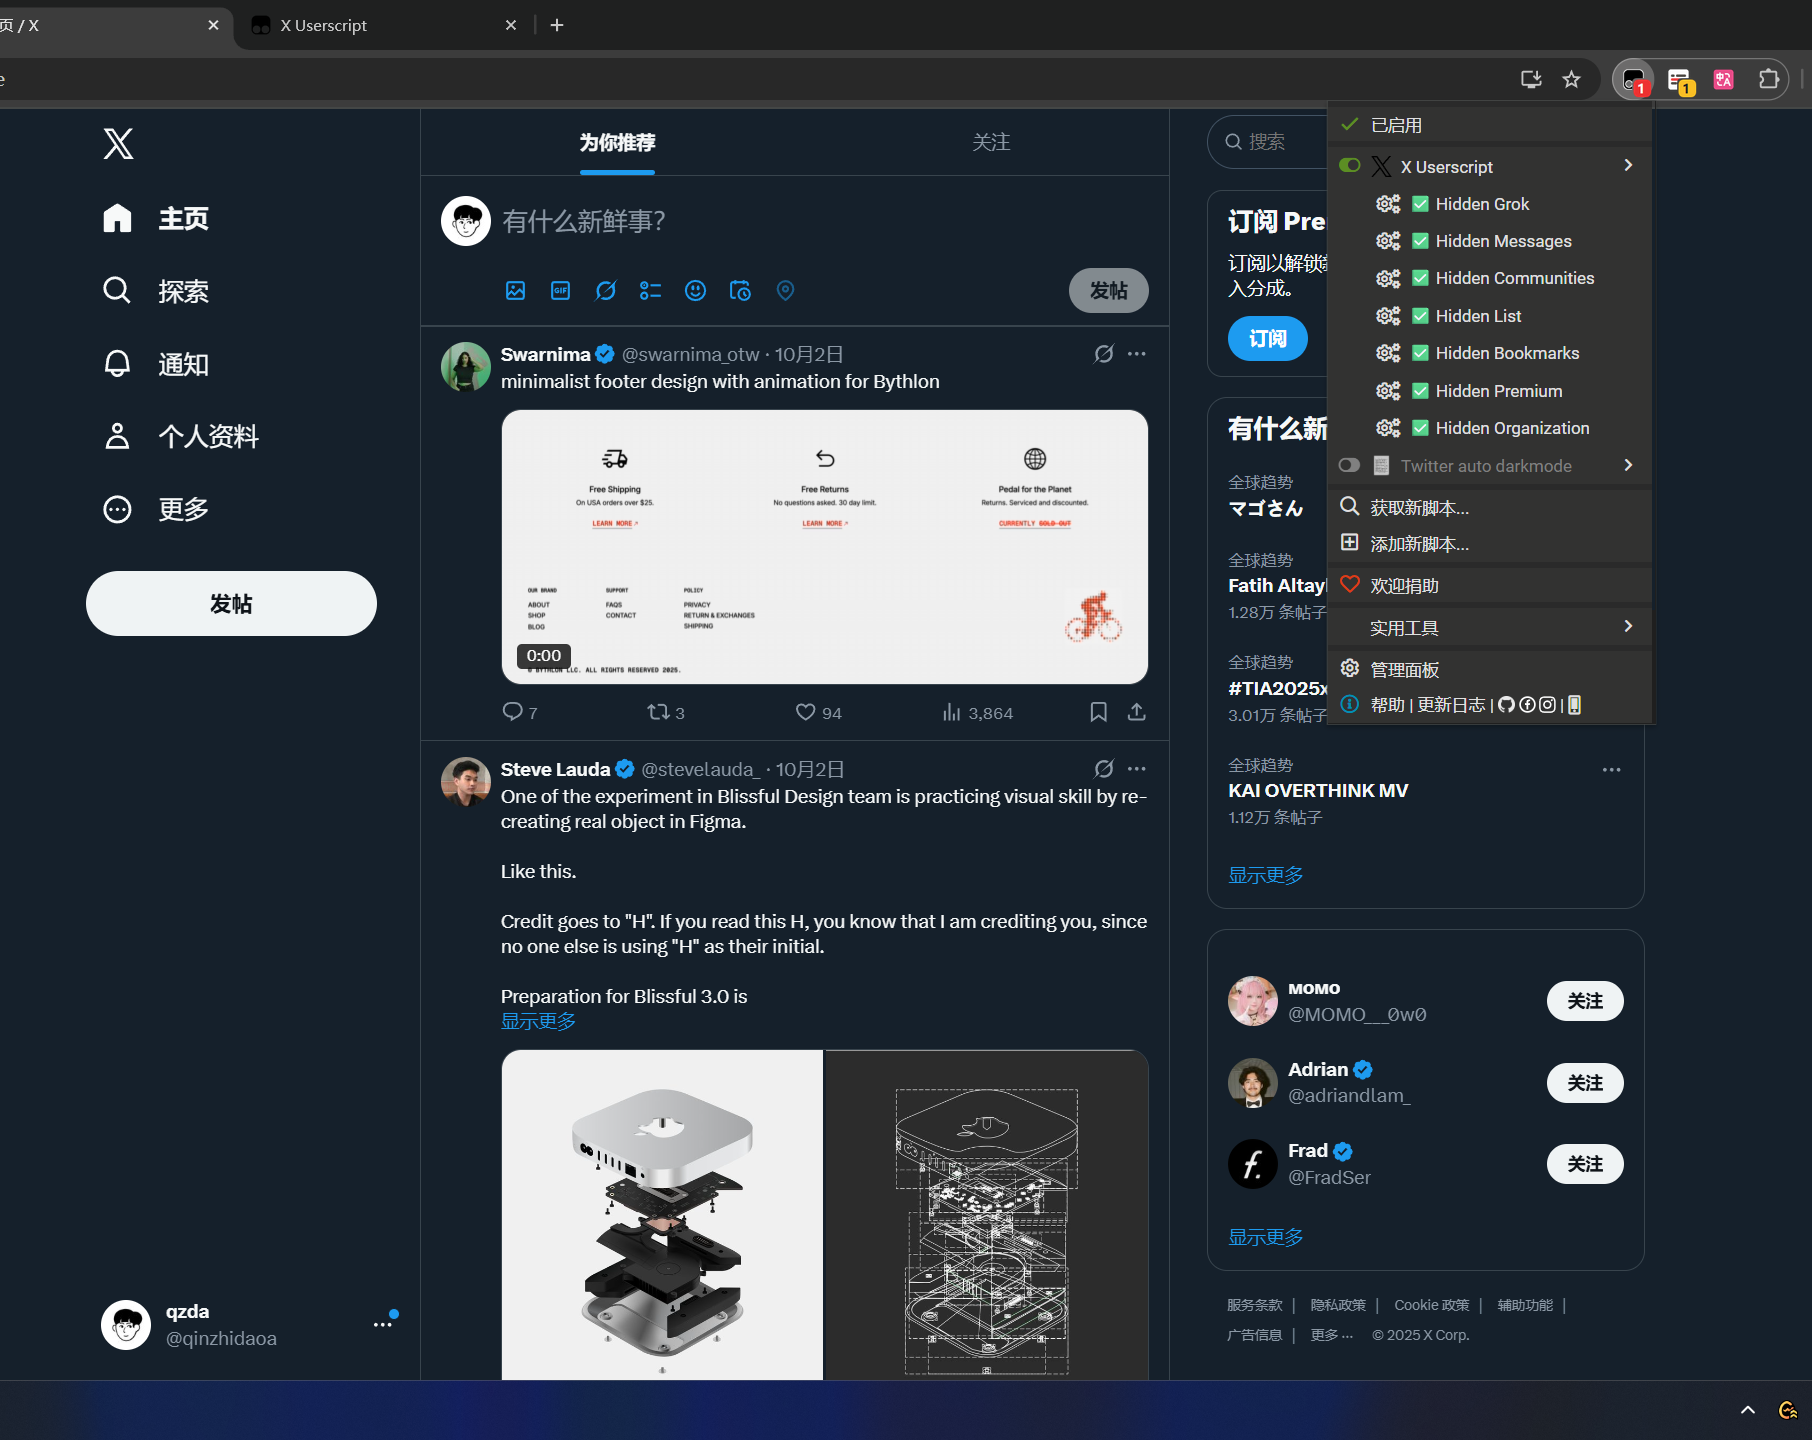 页 / X
X Userscript
e
1
1
主页
探索
通知
个人资料
更多
发帖
qzda
@qinzhidaoa
为你推荐
关注
有什么新鲜事？
GIF
发帖
Swarnima @swarnima_otw · 10月2日
minimalist footer design with animation for Bythlon
Free Shipping
On USA orders over $25.
LEARN MORE
Free Returns
No questions asked. 30 day limit.
LEARN MORE
Pedal for the Planet
Returns. Serviced and discounted.
CURRENTLY SOLD OUT
OUR BRAND
ABOUT
SHOP
BLOG
SUPPORT
FAQS
CONTACT
POLICY
PRIVACY
RETURN & EXCHANGES
SHIPPING
0:00
© BYTHLON LLC. ALL RIGHTS RESERVED 2025.
7
3
94
3,864
Steve Lauda @stevelauda_ · 10月2日
One of the experiment in Blissful Design team is practicing visual skill by re-
creating real object in Figma.
Like this.
Credit goes to "H". If you read this H, you know that I am crediting you, since
no one else is using "H" as their initial.
Preparation for Blissful 3.0 is
显示更多
搜索
订阅 Pre
订阅以解锁
入分成。
订阅
有什么新
全球趋势
マゴさん
全球趋势
Fatih Altayl
1.28万 条帖子
全球趋势
#TIA2025x
3.01万 条帖子
全球趋势
KAI OVERTHINK MV
1.12万 条帖子
显示更多
ᴍᴏᴍᴏ
@MOMO___0w0
关注
Adrian
@adriandlam_
关注
Frad
@FradSer
关注
显示更多
服务条款 | 隐私政策 | Cookie 政策 | 辅助功能 |
广告信息 | 更多 ··· © 2025 X Corp.
已启用
X Userscript
✅ Hidden Grok
✅ Hidden Messages
✅ Hidden Communities
✅ Hidden List
✅ Hidden Bookmarks
✅ Hidden Premium
✅ Hidden Organization
Twitter auto darkmode
获取新脚本...
添加新脚本...
欢迎捐助
实用工具
管理面板
帮助 | 更新日志 |